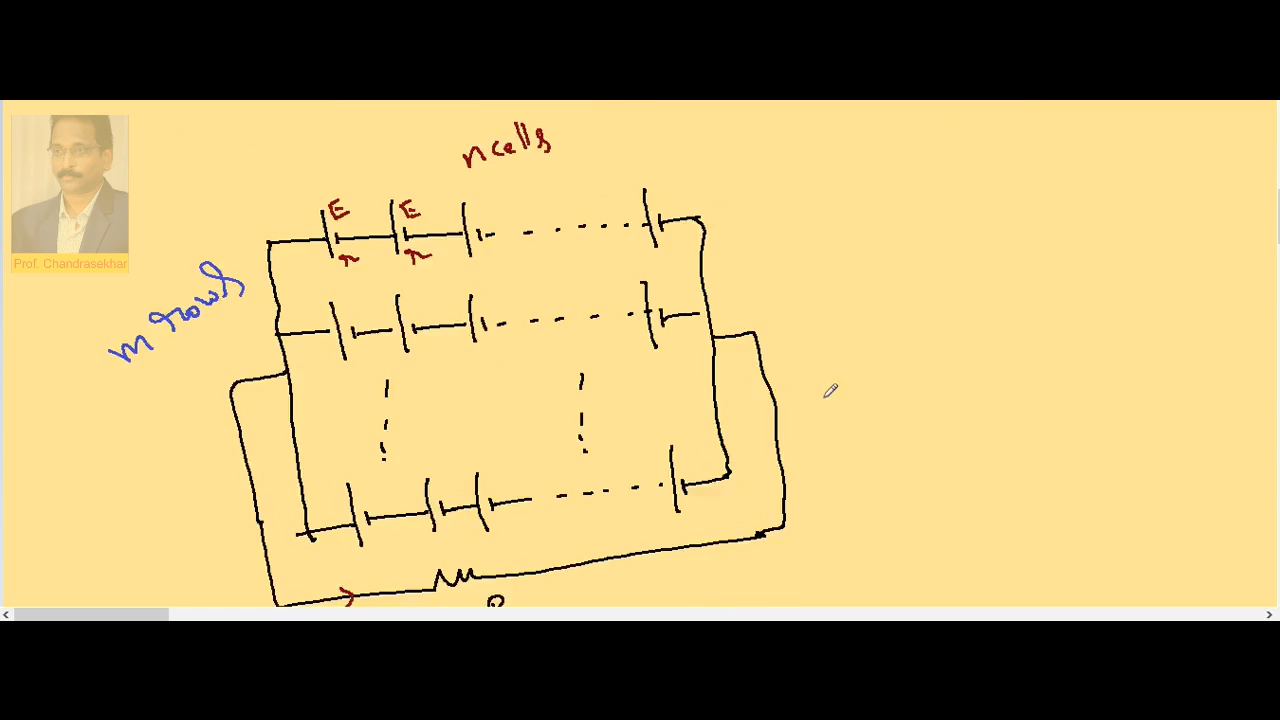 n cells
E E
r r
m rows
Prof. Chandrasekhar